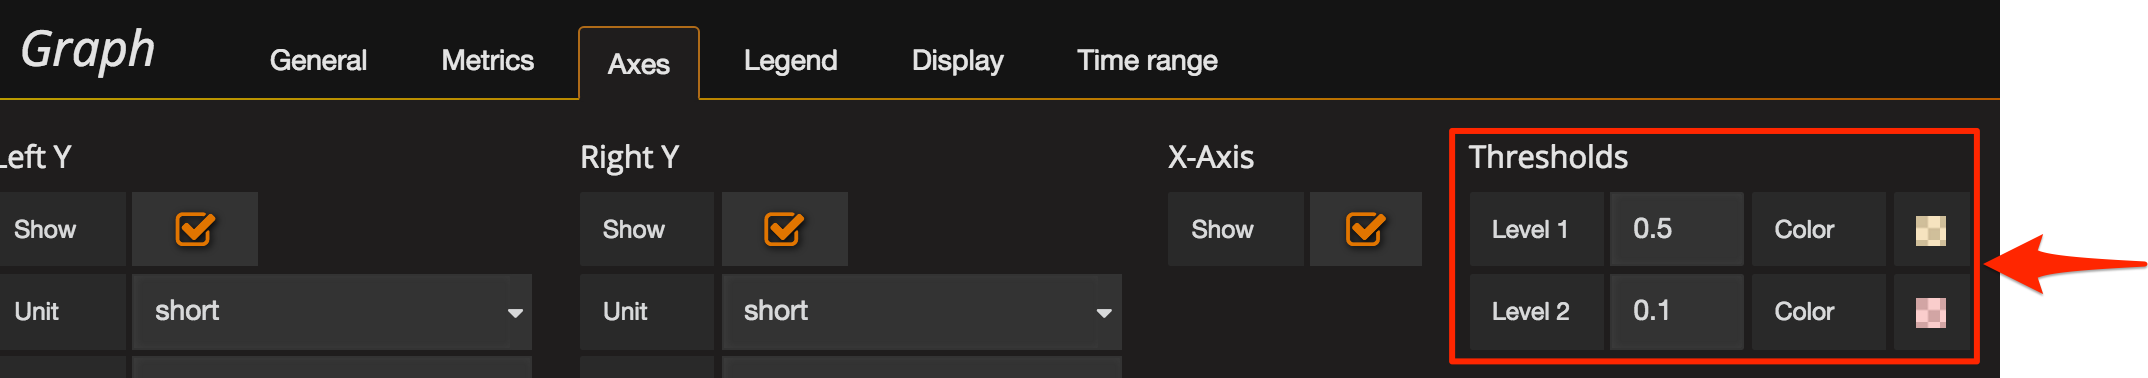 Graph General Metrics Axes Legend Display Time range
Left Y Right Y X-Axis Thresholds
Show Show Show Level 1 0.5 Color
Unit short Unit short Level 2 0.1 Color